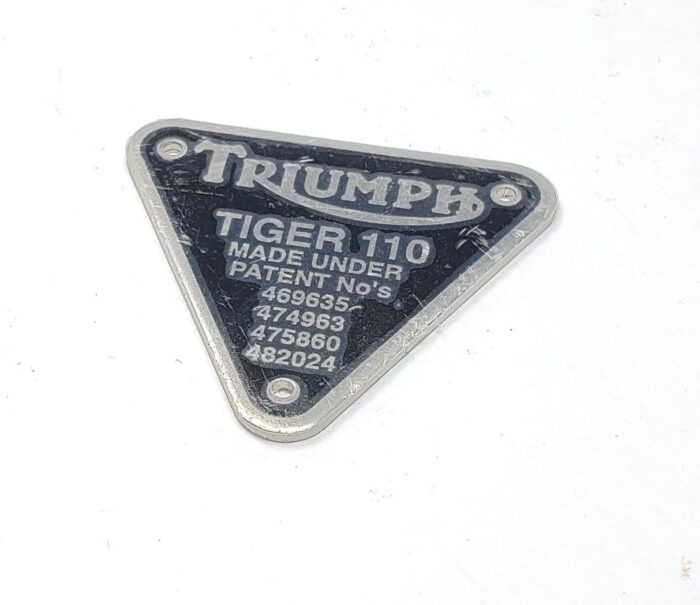 TRIUMPH
TIGER 110
MADE UNDER
PATENT No's
469635
474963
475860
482024